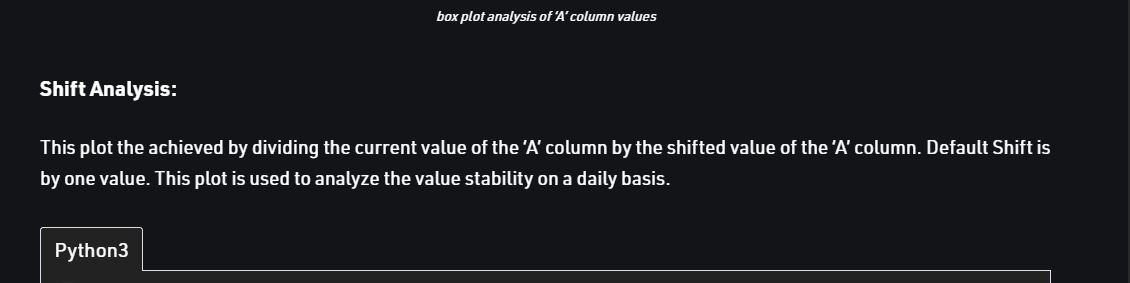 box plot analysis of ‘A’ column values
Shift Analysis:
This plot the achieved by dividing the current value of the ‘A’ column by the shifted value of the ‘A’ column. Default Shift is
by one value. This plot is used to analyze the value stability on a daily basis.
Python3